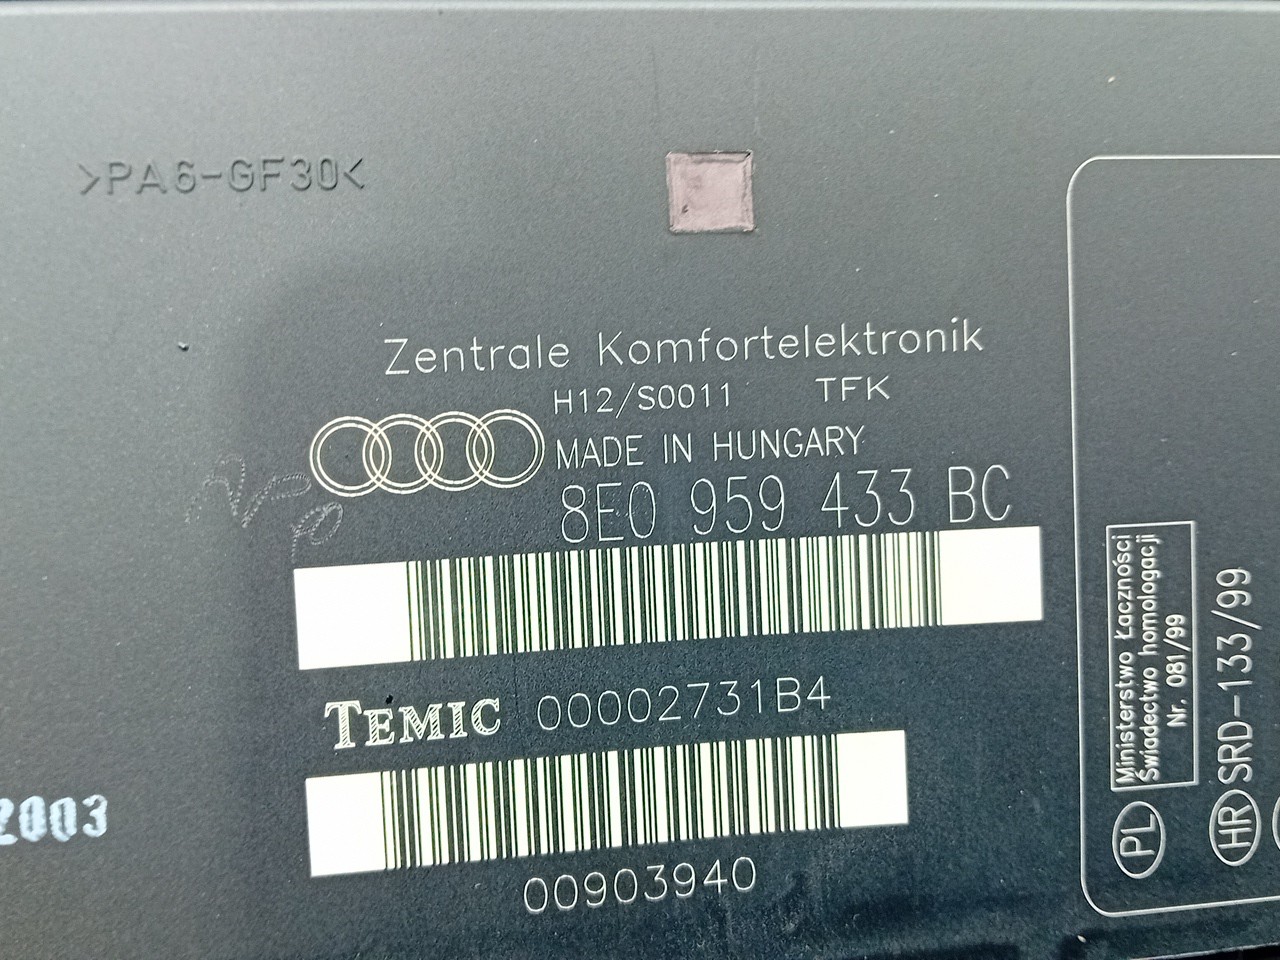 >PA6-GF30<
Zentrale Komfortelektronik
H12/S0011 TFK
MADE IN HUNGARY
8E0 959 433 BC
TEMIC 00002731B4
00903940
2003
PL
Ministerstwo Łączności
Świadectwo homologacji
Nr. 081/99
HR SRD-133/99